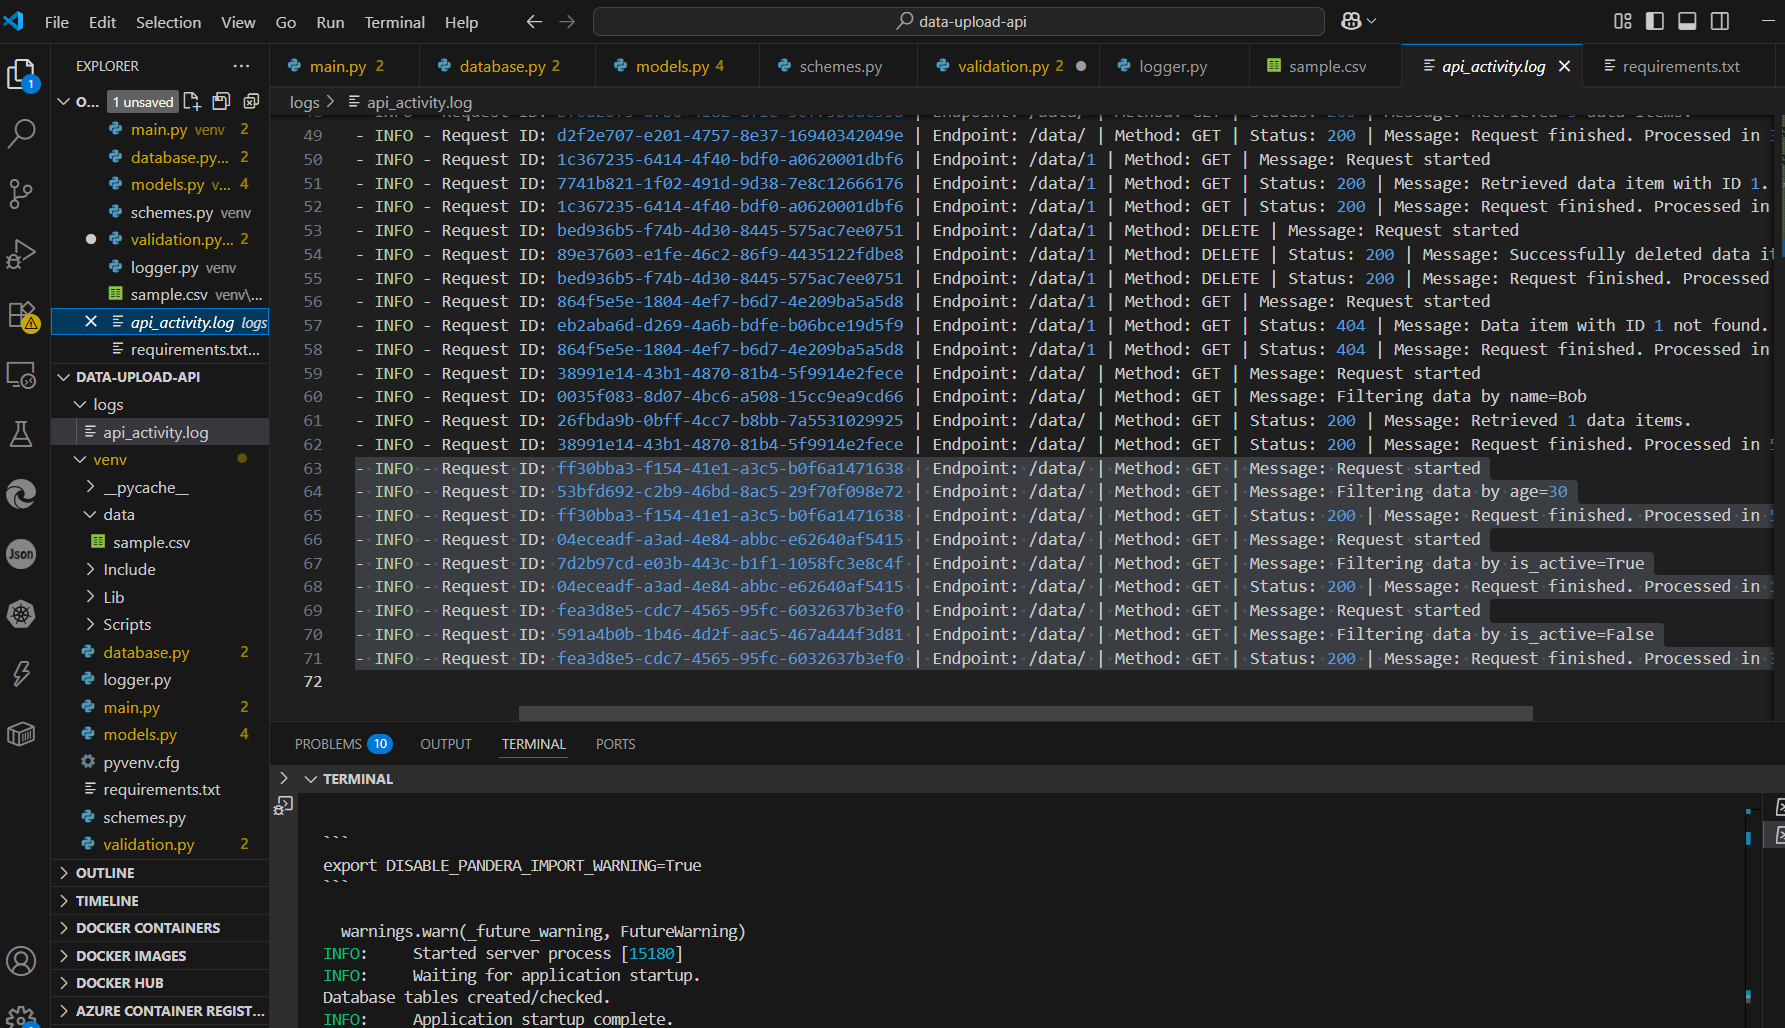 File Edit Selection View Go Run Terminal Help
data-upload-api
EXPLORER
main.py 2
database.py 2
models.py 4
schemes.py
validation.py 2
logger.py
sample.csv
api_activity.log
requirements.txt
O... 1 unsaved
logs > api_activity.log
main.py venv 2
database.py... 2
models.py v... 4
schemes.py venv
validation.py... 2
logger.py venv
sample.csv venv\...
api_activity.log logs
requirements.txt...
DATA-UPLOAD-API
logs
api_activity.log
venv
__pycache__
data
sample.csv
Include
Lib
Scripts
database.py 2
logger.py
main.py 2
models.py 4
pyvenv.cfg
requirements.txt
schemes.py
validation.py 2
OUTLINE
TIMELINE
DOCKER CONTAINERS
DOCKER IMAGES
DOCKER HUB
AZURE CONTAINER REGIST...
1
Json
49 - INFO - Request ID: d2f2e707-e201-4757-8e37-16940342049e | Endpoint: /data/ | Method: GET | Status: 200 | Message: Request finished. Processed in
50 - INFO - Request ID: 1c367235-6414-4f40-bdf0-a0620001dbf6 | Endpoint: /data/1 | Method: GET | Message: Request started
51 - INFO - Request ID: 7741b821-1f02-491d-9d38-7e8c12666176 | Endpoint: /data/1 | Method: GET | Status: 200 | Message: Retrieved data item with ID 1.
52 - INFO - Request ID: 1c367235-6414-4f40-bdf0-a0620001dbf6 | Endpoint: /data/1 | Method: GET | Status: 200 | Message: Request finished. Processed in
53 - INFO - Request ID: bed936b5-f74b-4d30-8445-575ac7ee0751 | Endpoint: /data/1 | Method: DELETE | Message: Request started
54 - INFO - Request ID: 89e37603-e1fe-46c2-86f9-4435122fdbe8 | Endpoint: /data/1 | Method: DELETE | Status: 200 | Message: Successfully deleted data
55 - INFO - Request ID: bed936b5-f74b-4d30-8445-575ac7ee0751 | Endpoint: /data/1 | Method: DELETE | Status: 200 | Message: Request finished. Processed
56 - INFO - Request ID: 864f5e5e-1804-4ef7-b6d7-4e209ba5a5d8 | Endpoint: /data/1 | Method: GET | Message: Request started
57 - INFO - Request ID: eb2aba6d-d269-4a6b-bdfe-b06bce19d5f9 | Endpoint: /data/1 | Method: GET | Status: 404 | Message: Data item with ID 1 not found.
58 - INFO - Request ID: 864f5e5e-1804-4ef7-b6d7-4e209ba5a5d8 | Endpoint: /data/1 | Method: GET | Status: 404 | Message: Request finished. Processed in
59 - INFO - Request ID: 38991e14-43b1-4870-81b4-5f9914e2fece | Endpoint: /data/ | Method: GET | Message: Request started
60 - INFO - Request ID: 0035f083-8d07-4bc6-a508-15cc9ea9cd66 | Endpoint: /data/ | Method: GET | Message: Filtering data by name=Bob
61 - INFO - Request ID: 26fbda9b-0bff-4cc7-b8bb-7a5531029925 | Endpoint: /data/ | Method: GET | Status: 200 | Message: Retrieved 1 data items.
62 - INFO - Request ID: 38991e14-43b1-4870-81b4-5f9914e2fece | Endpoint: /data/ | Method: GET | Status: 200 | Message: Request finished. Processed in
63 - INFO - Request ID: ff30bba3-f154-41e1-a3c5-b0f6a1471638 | Endpoint: /data/ | Method: GET | Message: Request started
64 - INFO - Request ID: 53bfd692-c2b9-46bd-8ac5-29f70f098e72 | Endpoint: /data/ | Method: GET | Message: Filtering data by age=30
65 - INFO - Request ID: ff30bba3-f154-41e1-a3c5-b0f6a1471638 | Endpoint: /data/ | Method: GET | Status: 200 | Message: Request finished. Processed in
66 - INFO - Request ID: 04eceadf-a3ad-4e84-abbc-e62640af5415 | Endpoint: /data/ | Method: GET | Message: Request started
67 - INFO - Request ID: 7d2b97cd-e03b-443c-b1f1-1058fc3e8c4f | Endpoint: /data/ | Method: GET | Message: Filtering data by is_active=True
68 - INFO - Request ID: 04eceadf-a3ad-4e84-abbc-e62640af5415 | Endpoint: /data/ | Method: GET | Status: 200 | Message: Request finished. Processed in
69 - INFO - Request ID: fea3d8e5-cdc7-4565-95fc-6032637b3ef0 | Endpoint: /data/ | Method: GET | Message: Request started
70 - INFO - Request ID: 591a4b0b-1b46-4d2f-aac5-467a444f3d81 | Endpoint: /data/ | Method: GET | Message: Filtering data by is_active=False
71 - INFO - Request ID: fea3d8e5-cdc7-4565-95fc-6032637b3ef0 | Endpoint: /data/ | Method: GET | Status: 200 | Message: Request finished. Processed in
72
PROBLEMS 10 OUTPUT TERMINAL PORTS
TERMINAL
```
export DISABLE_PANDERA_IMPORT_WARNING=True
```
warnings.warn(_future_warning, FutureWarning)
INFO: Started server process [15180]
INFO: Waiting for application startup.
Database tables created/checked.
INFO: Application startup complete.